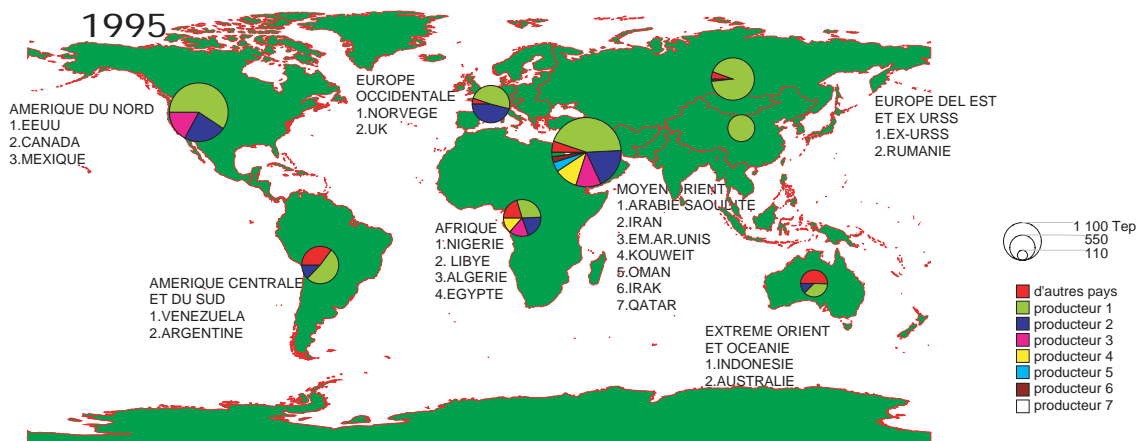 1995
AMERIQUE DU NORD
1.EEUU
2.CANADA
3.MEXIQUE
EUROPE
OCCIDENTALE
1.NORVEGE
2.UK
EUROPE DEL EST
ET EX URSS
1.EX-URSS
2.RUMANIE
MOYEN ORIENT
1.ARABIE SAOUDITE
2.IRAN
3.EM.AR.UNIS
4.KOUWEIT
5.OMAN
6.IRAK
7.QATAR
AFRIQUE
1.NIGERIE
2. LIBYE
3.ALGERIE
4.EGYPTE
AMERIQUE CENTRALE
ET DU SUD
1.VENEZUELA
2.ARGENTINE
EXTREME ORIENT
ET OCEANIE
1.INDONESIE
2.AUSTRALIE
1 100 Tep
550
110
d'autres pays
producteur 1
producteur 2
producteur 3
producteur 4
producteur 5
producteur 6
producteur 7